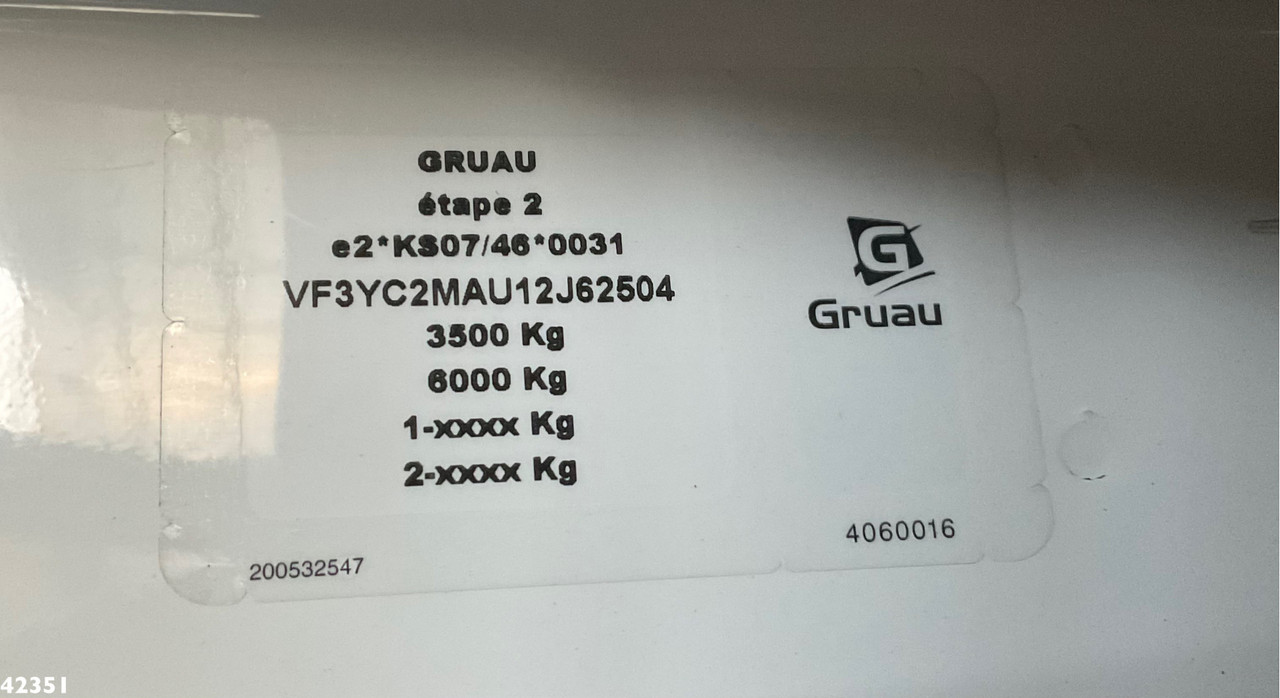 GRUAU
étape 2
e2*KS07/46*0031
VF3YC2MAU12J62504
3500 Kg
6000 Kg
1-xxxx Kg
2-xxxx Kg
G
Gruau
4060016
200532547
42351